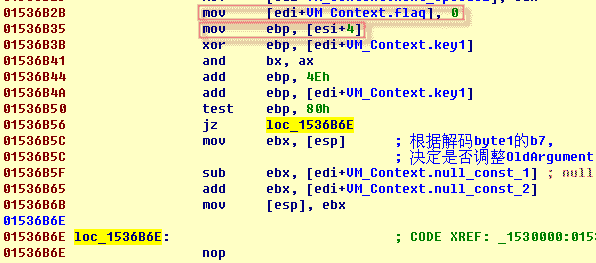 01536B2B mov [edi+VM_Context.flag], 0
01536B35 mov ebp, [esi+4]
01536B3B xor ebp, [edi+VM_Context.key1]
01536B41 and bx, ax
01536B44 add ebp, 4Eh
01536B4A add ebp, [edi+VM_Context.key1]
01536B50 test ebp, 80h
01536B56 jz loc_1536B6E
01536B5C mov ebx, [esp] ; 根据解码byte1的b7,
01536B5C ; 决定是否调整OldArgument
01536B5F sub ebx, [edi+VM_Context.null_const_1] ; null
01536B65 add ebx, [edi+VM_Context.null_const_2]
01536B6B mov [esp], ebx
01536B6E
01536B6E loc_1536B6E: ; CODE XREF: _1530000:0153
01536B6E nop